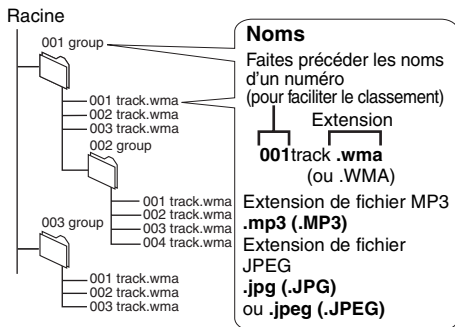 Racine
001 group
001 track.wma
002 track.wma
003 track.wma
002 group
001 track.wma
002 track.wma
003 track.wma
004 track.wma
003 group
001 track.wma
002 track.wma
003 track.wma
Noms
Faites précéder les noms
d'un numéro
(pour faciliter le classement)
Extension
001track .wma
(ou .WMA)
Extension de fichier MP3
.mp3 (.MP3)
Extension de fichier
JPEG
.jpg (.JPG)
ou .jpeg (.JPEG)